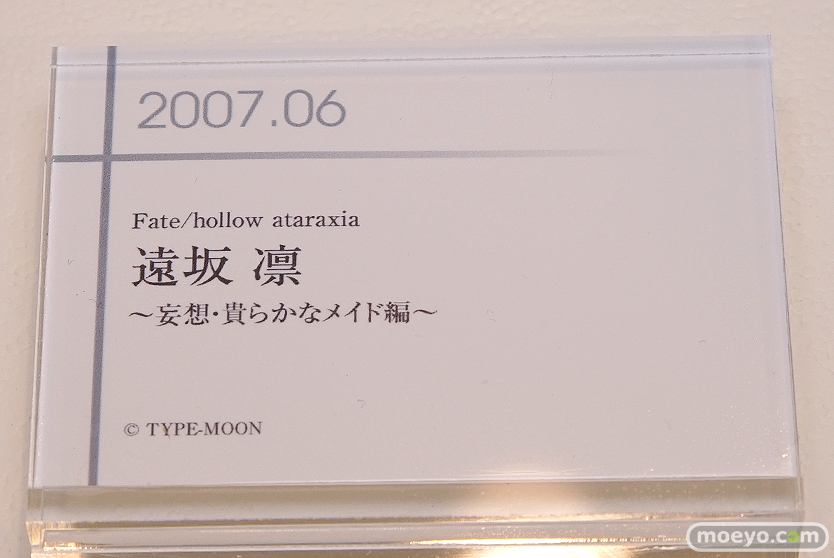 2007.06
Fate/hollow ataraxia
遠坂 凛
～妄想・貴らかなメイド編～
© TYPE-MOON
moeyo.com